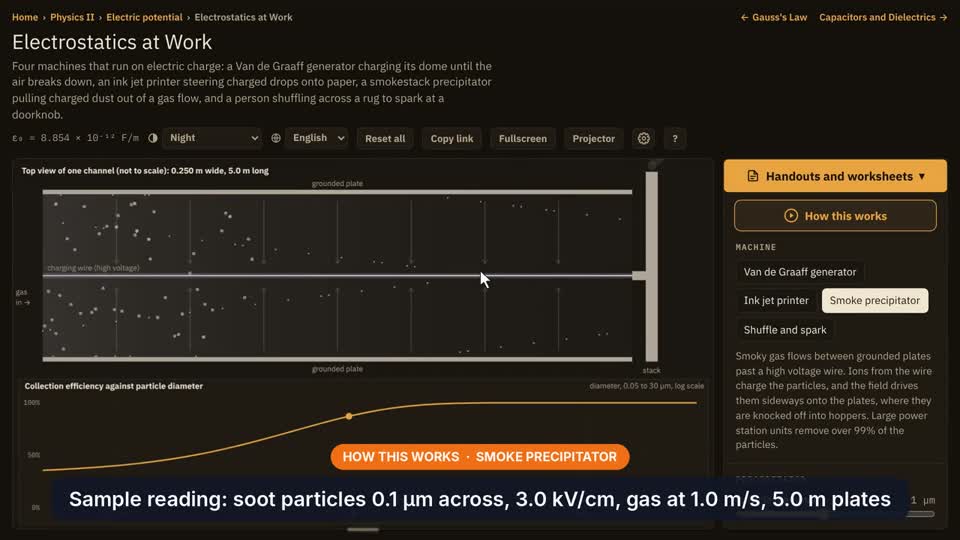 Home › Physics II › Electric potential › Electrostatics at Work
← Gauss's Law Capacitors and Dielectrics →
Electrostatics at Work
Four machines that run on electric charge: a Van de Graaff generator charging its dome until the
air breaks down, an ink jet printer steering charged drops onto paper, a smokestack precipitator
pulling charged dust out of a gas flow, and a person shuffling across a rug to spark at a
doorknob.
ε₀ = 8.854 × 10⁻¹² F/m
Night
English
Reset all
Copy link
Fullscreen
Projector
?
Top view of one channel (not to scale): 0.250 m wide, 5.0 m long
grounded plate
charging wire (high voltage)
gas
in →
grounded plate
stack
Collection efficiency against particle diameter
diameter, 0.05 to 30 μm, log scale
100%
50%
0%
Handouts and worksheets ▼
How this works
MACHINE
Van de Graaff generator
Ink jet printer
Smoke precipitator
Shuffle and spark
Smoky gas flows between grounded plates
past a high voltage wire. Ions from the wire
charge the particles, and the field drives
them sideways onto the plates, where they
are knocked off into hoppers. Large power
station units remove over 99% of the
particles.
HOW THIS WORKS · SMOKE PRECIPITATOR
Sample reading: soot particles 0.1 μm across, 3.0 kV/cm, gas at 1.0 m/s, 5.0 m plates